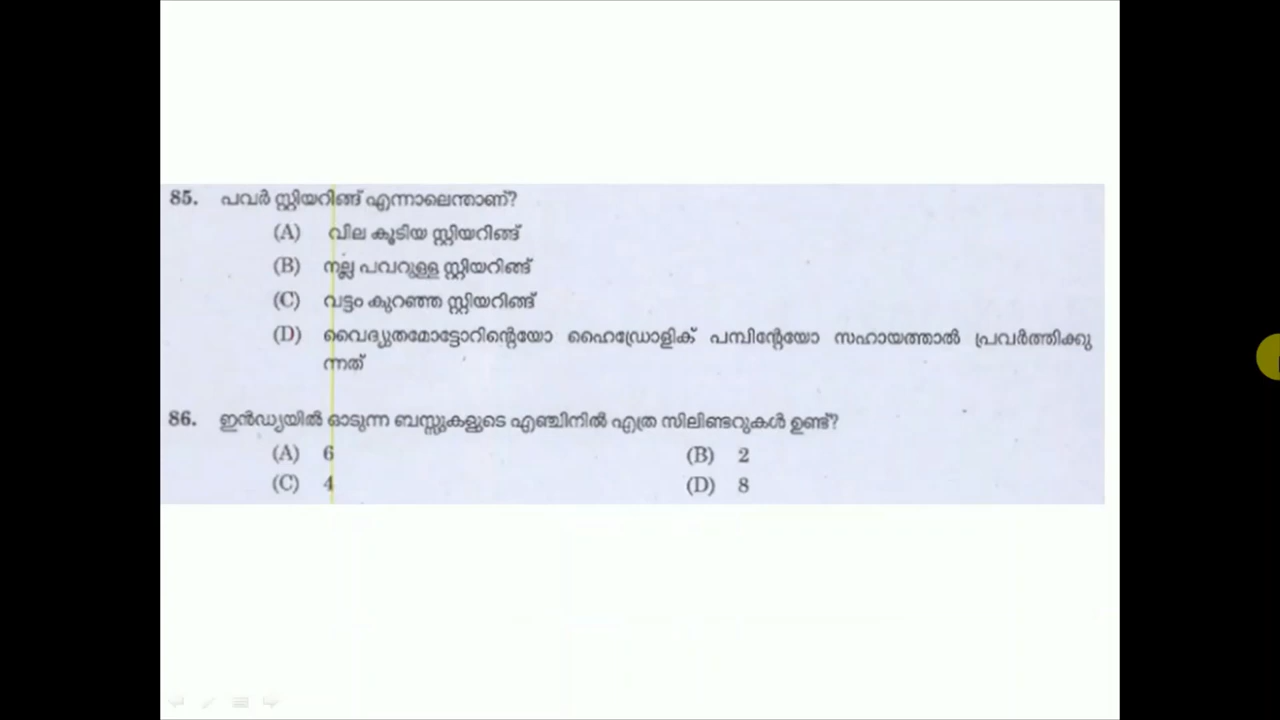 85. പവർ സ്റ്റിയറിങ്ങ് എന്നാലെന്താണ്?
(A) വില കൂടിയ സ്റ്റിയറിങ്ങ്
(B) നല്ല പവറുള്ള സ്റ്റിയറിങ്ങ്
(C) വട്ടം കുറഞ്ഞ സ്റ്റിയറിങ്ങ്
(D) വൈദ്യുതമോട്ടോറിന്റെയോ ഹൈഡ്രോളിക് പമ്പിന്റേയോ സഹായത്താൽ പ്രവർത്തിക്കു
ന്നത്
86. ഇൻഡ്യയിൽ ഓടുന്ന ബസ്സുകളുടെ എഞ്ചിനിൽ എത്ര സിലിണ്ടറുകൾ ഉണ്ട്?
(A) 6 (B) 2
(C) 4 (D) 8